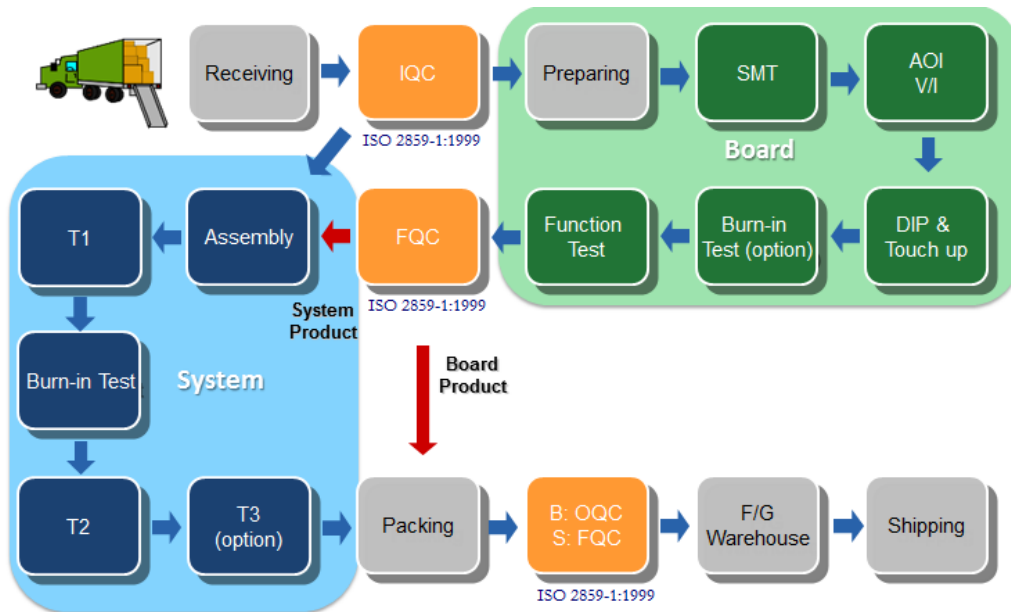 Receiving
IQC
ISO 2859-1:1999
Preparing
SMT
AOI
V/I
Board
DIP &
Touch up
Burn-in
Test (option)
Function
Test
FQC
ISO 2859-1:1999
System
Product
Board
Product
Assembly
T1
Burn-in Test
System
T2
T3
(option)
Packing
B: OQC
S: FQC
ISO 2859-1:1999
F/G
Warehouse
Shipping